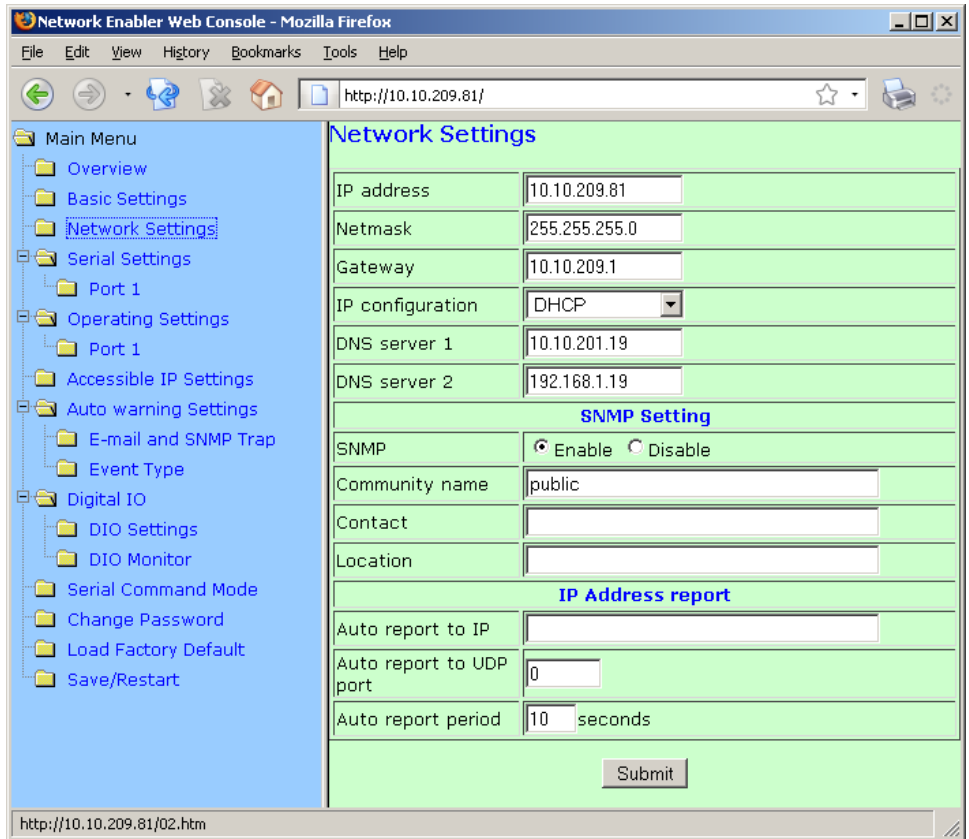 Network Enabler Web Console - Mozilla Firefox
File Edit View History Bookmarks Tools Help
http://10.10.209.81/
Main Menu
Overview
Basic Settings
Network Settings
Serial Settings
Port 1
Operating Settings
Port 1
Accessible IP Settings
Auto warning Settings
E-mail and SNMP Trap
Event Type
Digital IO
DIO Settings
DIO Monitor
Serial Command Mode
Change Password
Load Factory Default
Save/Restart
Network Settings
IP address 10.10.209.81
Netmask 255.255.255.0
Gateway 10.10.209.1
IP configuration DHCP
DNS server 1 10.10.201.19
DNS server 2 192.168.1.19
SNMP Setting
SNMP Enable Disable
Community name public
Contact
Location
IP Address report
Auto report to IP
Auto report to UDP
port 0
Auto report period 10 seconds
Submit
http://10.10.209.81/02.htm